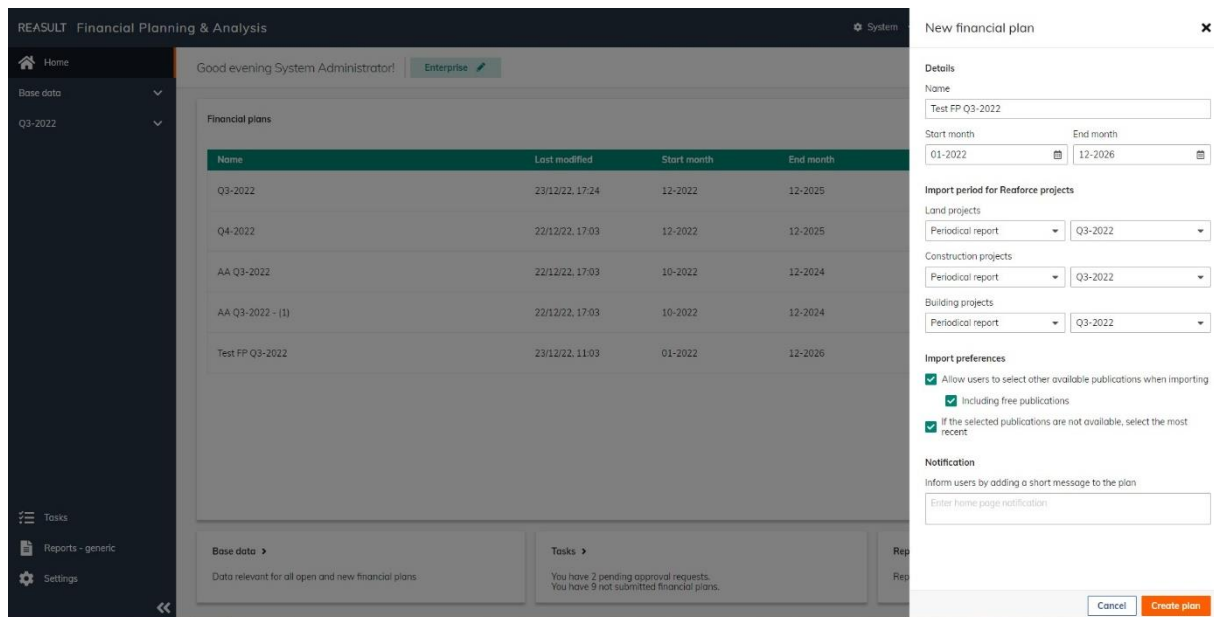 REASULT Financial Planning & Analysis
System
Home
Base data
Q3-2022
Tasks
Reports - generic
Settings
Good evening System Administrator!
Enterprise
Financial plans
Name Last modified Start month End month
Q3-2022 23/12/22, 17:24 12-2022 12-2025
Q4-2022 22/12/22, 17:03 12-2022 12-2025
AA Q3-2022 22/12/22, 17:03 10-2022 12-2024
AA Q3-2022 - (1) 22/12/22, 17:03 10-2022 12-2024
Test FP Q3-2022 23/12/22, 11:03 01-2022 12-2026
Base data
Data relevant for all open and new financial plans
Tasks
You have 2 pending approval requests.
You have 9 not submitted financial plans.
Rep
Rep
New financial plan
Details
Name
Test FP Q3-2022
Start month End month
01-2022 12-2026
Import period for Reaforce projects
Land projects
Periodical report Q3-2022
Construction projects
Periodical report Q3-2022
Building projects
Periodical report Q3-2022
Import preferences
Allow users to select other available publications when importing
Including free publications
If the selected publications are not available, select the most
recent
Notification
Inform users by adding a short message to the plan
Enter home page notification
Cancel Create plan